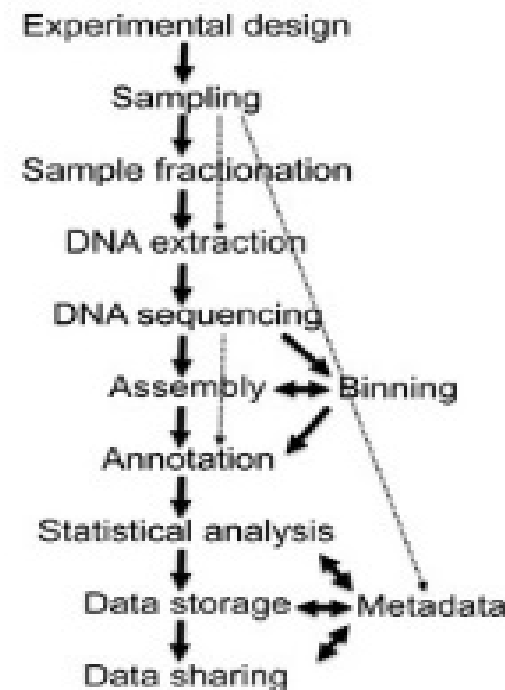 Experimental design
Sampling
Sample fractionation
DNA extraction
DNA sequencing
Assembly Binning
Annotation
Statistical analysis
Data storage Metadata
Data sharing